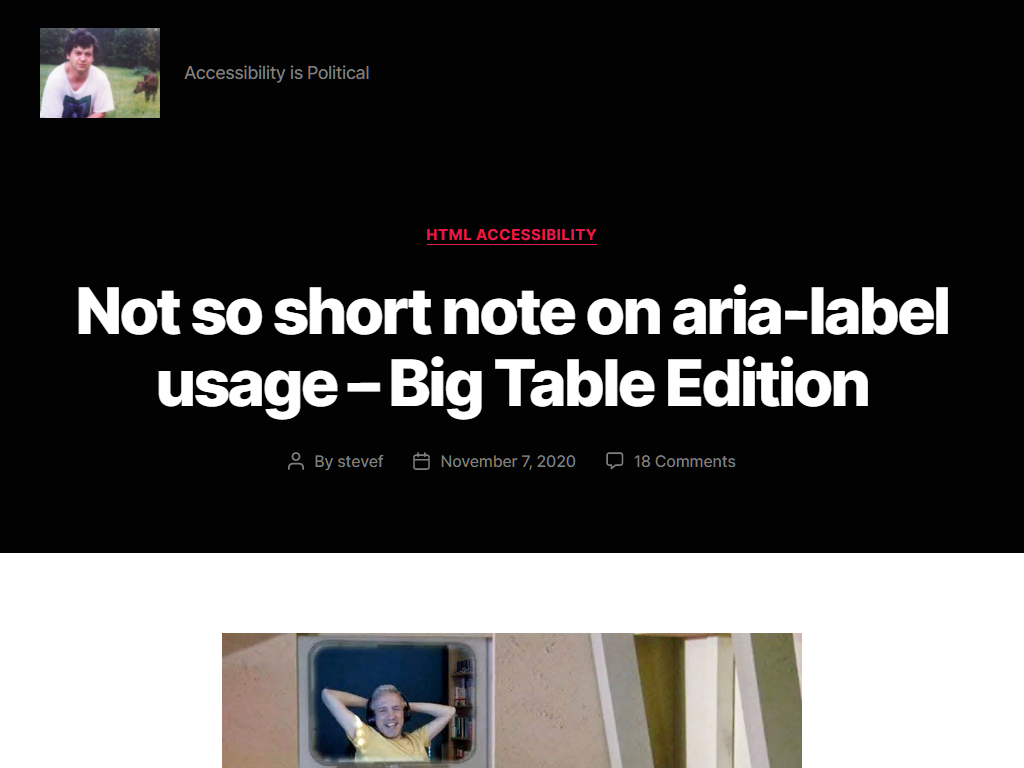 Accessibility is Political
HTML ACCESSIBILITY
Not so short note on aria-label
usage – Big Table Edition
By stevef
November 7, 2020
18 Comments